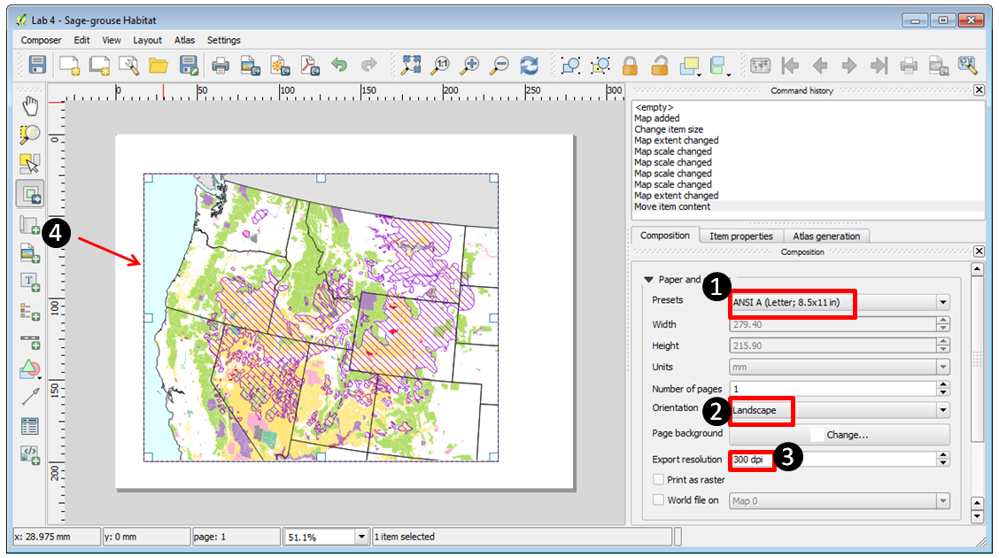 Lab 4 - Sage-grouse Habitat
Composer Edit View Layout Atlas Settings
1:1
0 50 100 150 200 250 300
0
100
150
200
T
</>
4
Command history
<empty>
Map added
Change item size
Map extent changed
Map scale changed
Map scale changed
Map scale changed
Map scale changed
Map extent changed
Move item content
Composition Item properties Atlas generation
Composition
Paper and
1
Presets ANSI A (Letter; 8.5x11 in)
Width 279.40
Height 215.90
Units mm
Number of pages 1
Orientation 2 Landscape
Page background Change...
Export resolution 300 dpi 3
Print as raster
World file on Map 0
x: 28.975 mm y: 0 mm page: 1 51.1% 1 item selected